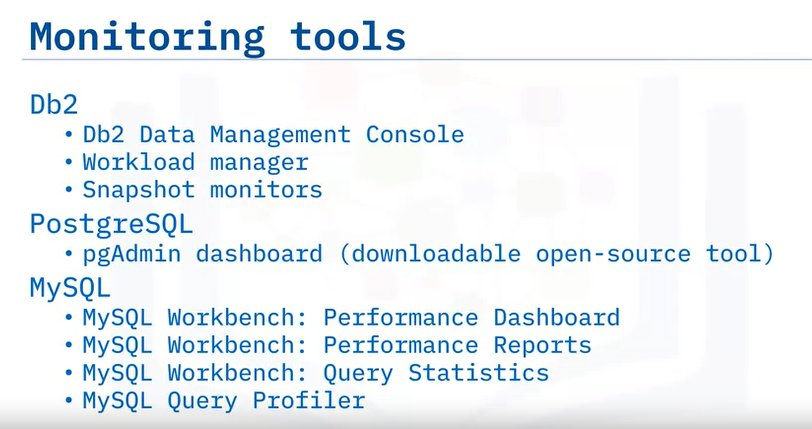 Monitoring tools
Db2
• Db2 Data Management Console
• Workload manager
• Snapshot monitors
PostgreSQL
• pgAdmin dashboard (downloadable open-source tool)
MySQL
• MySQL Workbench: Performance Dashboard
• MySQL Workbench: Performance Reports
• MySQL Workbench: Query Statistics
• MySQL Query Profiler